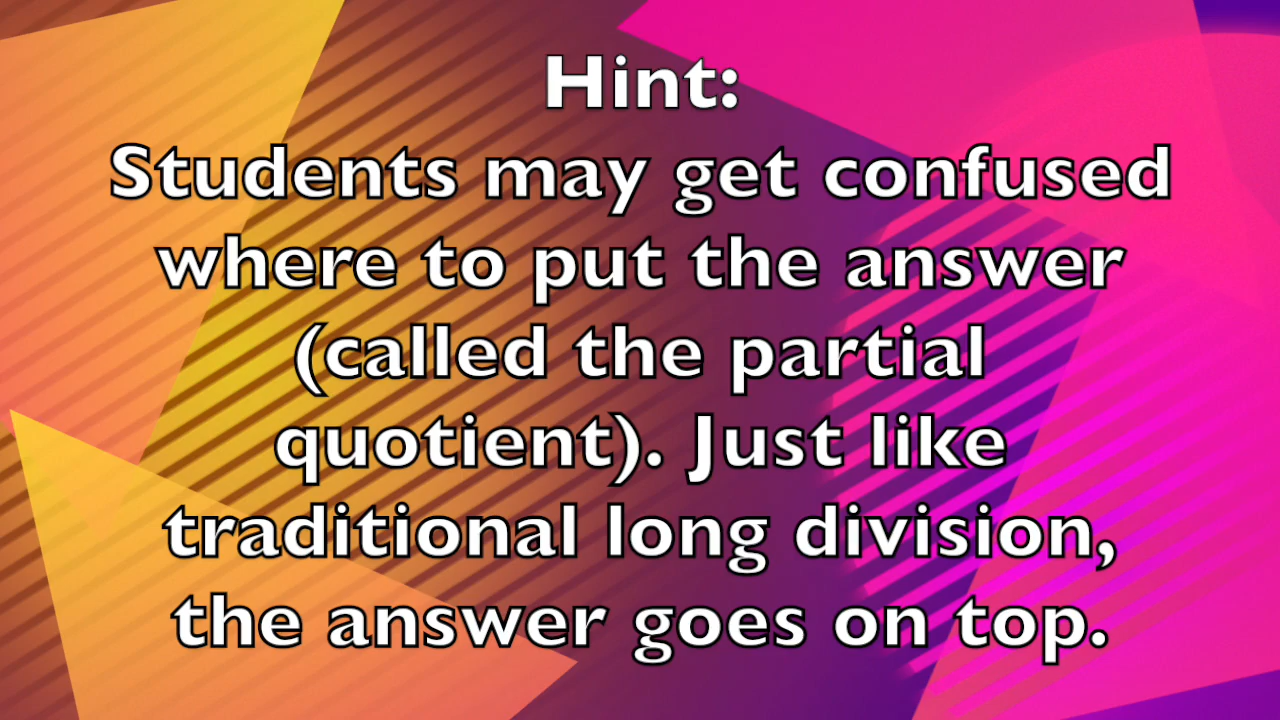 Hint:
Students may get confused
where to put the answer
(called the partial
quotient). Just like
traditional long division,
the answer goes on top.